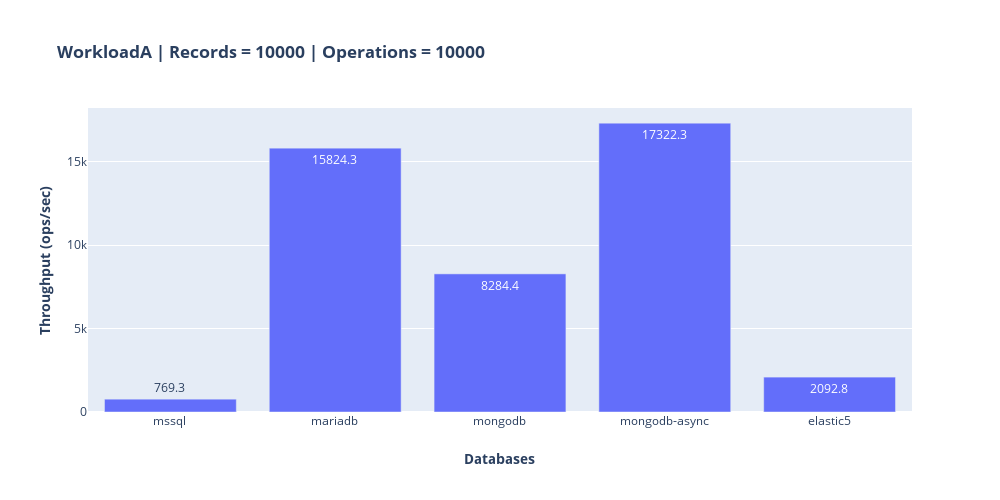 WorkloadA | Records = 10000 | Operations = 10000
Throughput (ops/sec)
15k
10k
5k
0
769.3
15824.3
8284.4
17322.3
2092.8
mssql
mariadb
mongodb
mongodb-async
elastic5
Databases